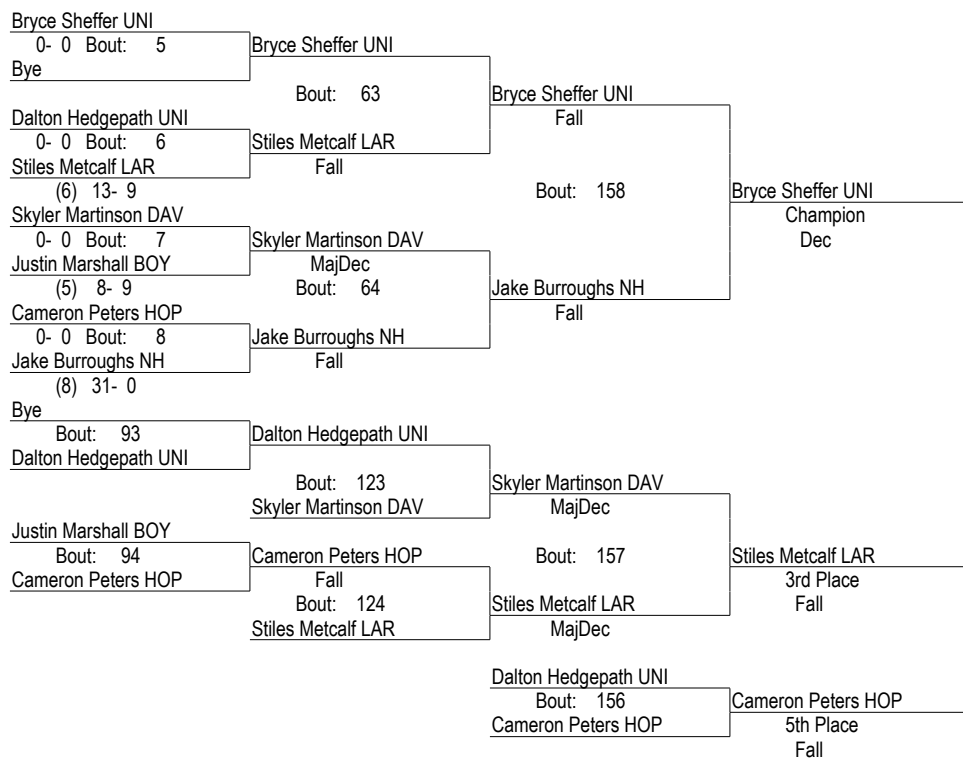 Bryce Sheffer UNI
0- 0 Bout: 5
Bryce Sheffer UNI
Bye
Bout: 63
Bryce Sheffer UNI
Fall
Dalton Hedgepath UNI
0- 0 Bout: 6
Stiles Metcalf LAR
Stiles Metcalf LAR
Fall
(6) 13- 9
Bout: 158
Bryce Sheffer UNI
Champion
Dec
Skyler Martinson DAV
0- 0 Bout: 7
Skyler Martinson DAV
Justin Marshall BOY
MajDec
(5) 8- 9
Bout: 64
Jake Burroughs NH
Fall
Cameron Peters HOP
0- 0 Bout: 8
Jake Burroughs NH
Jake Burroughs NH
Fall
(8) 31- 0
Bye
Bout: 93
Dalton Hedgepath UNI
Dalton Hedgepath UNI
Bout: 123
Skyler Martinson DAV
Skyler Martinson DAV
MajDec
Justin Marshall BOY
Bout: 94
Cameron Peters HOP
Bout: 157
Stiles Metcalf LAR
Cameron Peters HOP
Fall
3rd Place
Bout: 124
Stiles Metcalf LAR
Fall
Stiles Metcalf LAR
MajDec
Dalton Hedgepath UNI
Bout: 156
Cameron Peters HOP
Cameron Peters HOP
5th Place
Fall